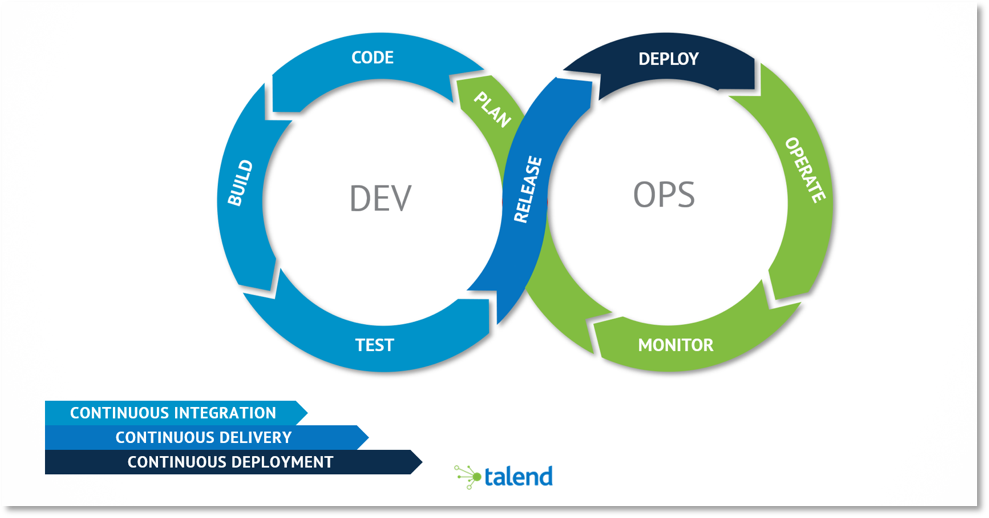 CODE
DEPLOY
PLAN
BUILD
DEV
RELEASE
OPS
OPERATE
TEST
MONITOR
CONTINUOUS INTEGRATION
CONTINUOUS DELIVERY
CONTINUOUS DEPLOYMENT
talend